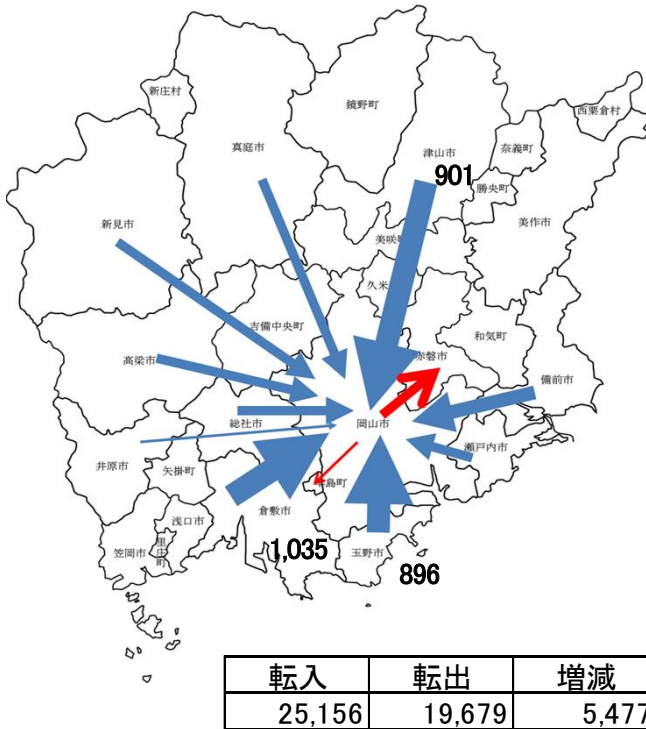 新庄村
鏡野町
西粟倉村
真庭市
津山市
奈義町
901
勝央町
新見市
美咲町
美作市
久米
吉備中央町
和気町
高梁市
赤磐市
備前市
総社市
岡山市
瀬戸内市
井原市
矢掛町
島町
倉敷市
浅口市
笠岡市
里庄町
1,035
玉野市
896
転入 転出 増減
25,156 19,679 5,477